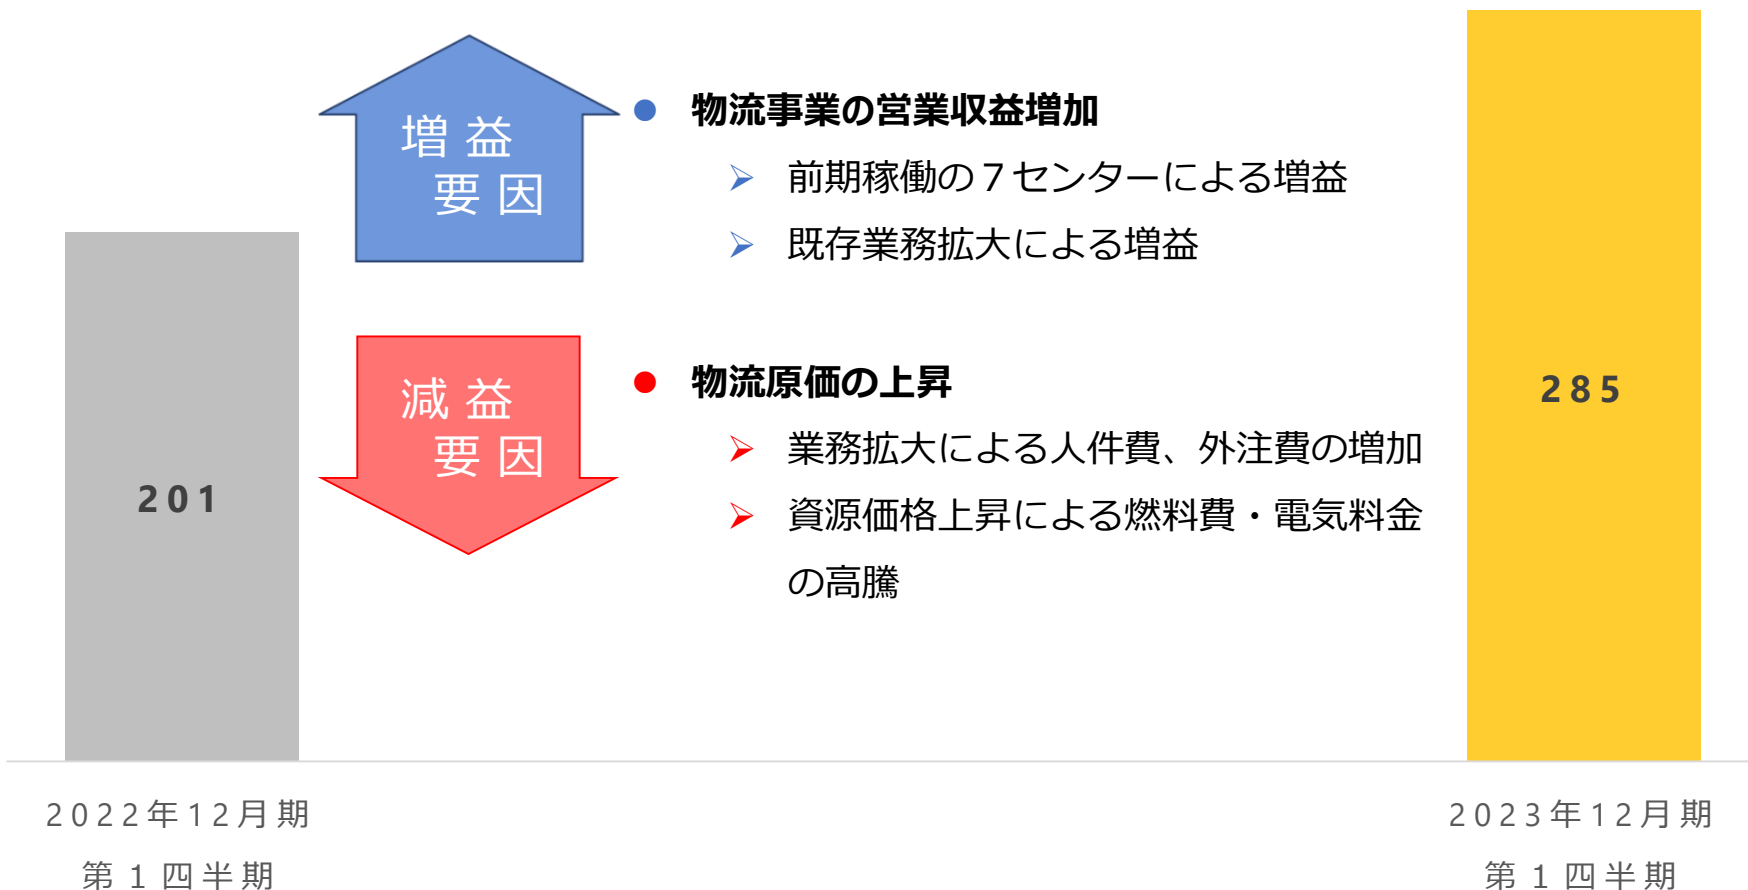 増益
要因
物流事業の営業収益増加
前期稼働の７センターによる増益
既存業務拡大による増益
減益
要因
物流原価の上昇
業務拡大による人件費、外注費の増加
資源価格上昇による燃料費・電気料金
の高騰
201
285
2022年12月期
第1四半期
2023年12月期
第1四半期